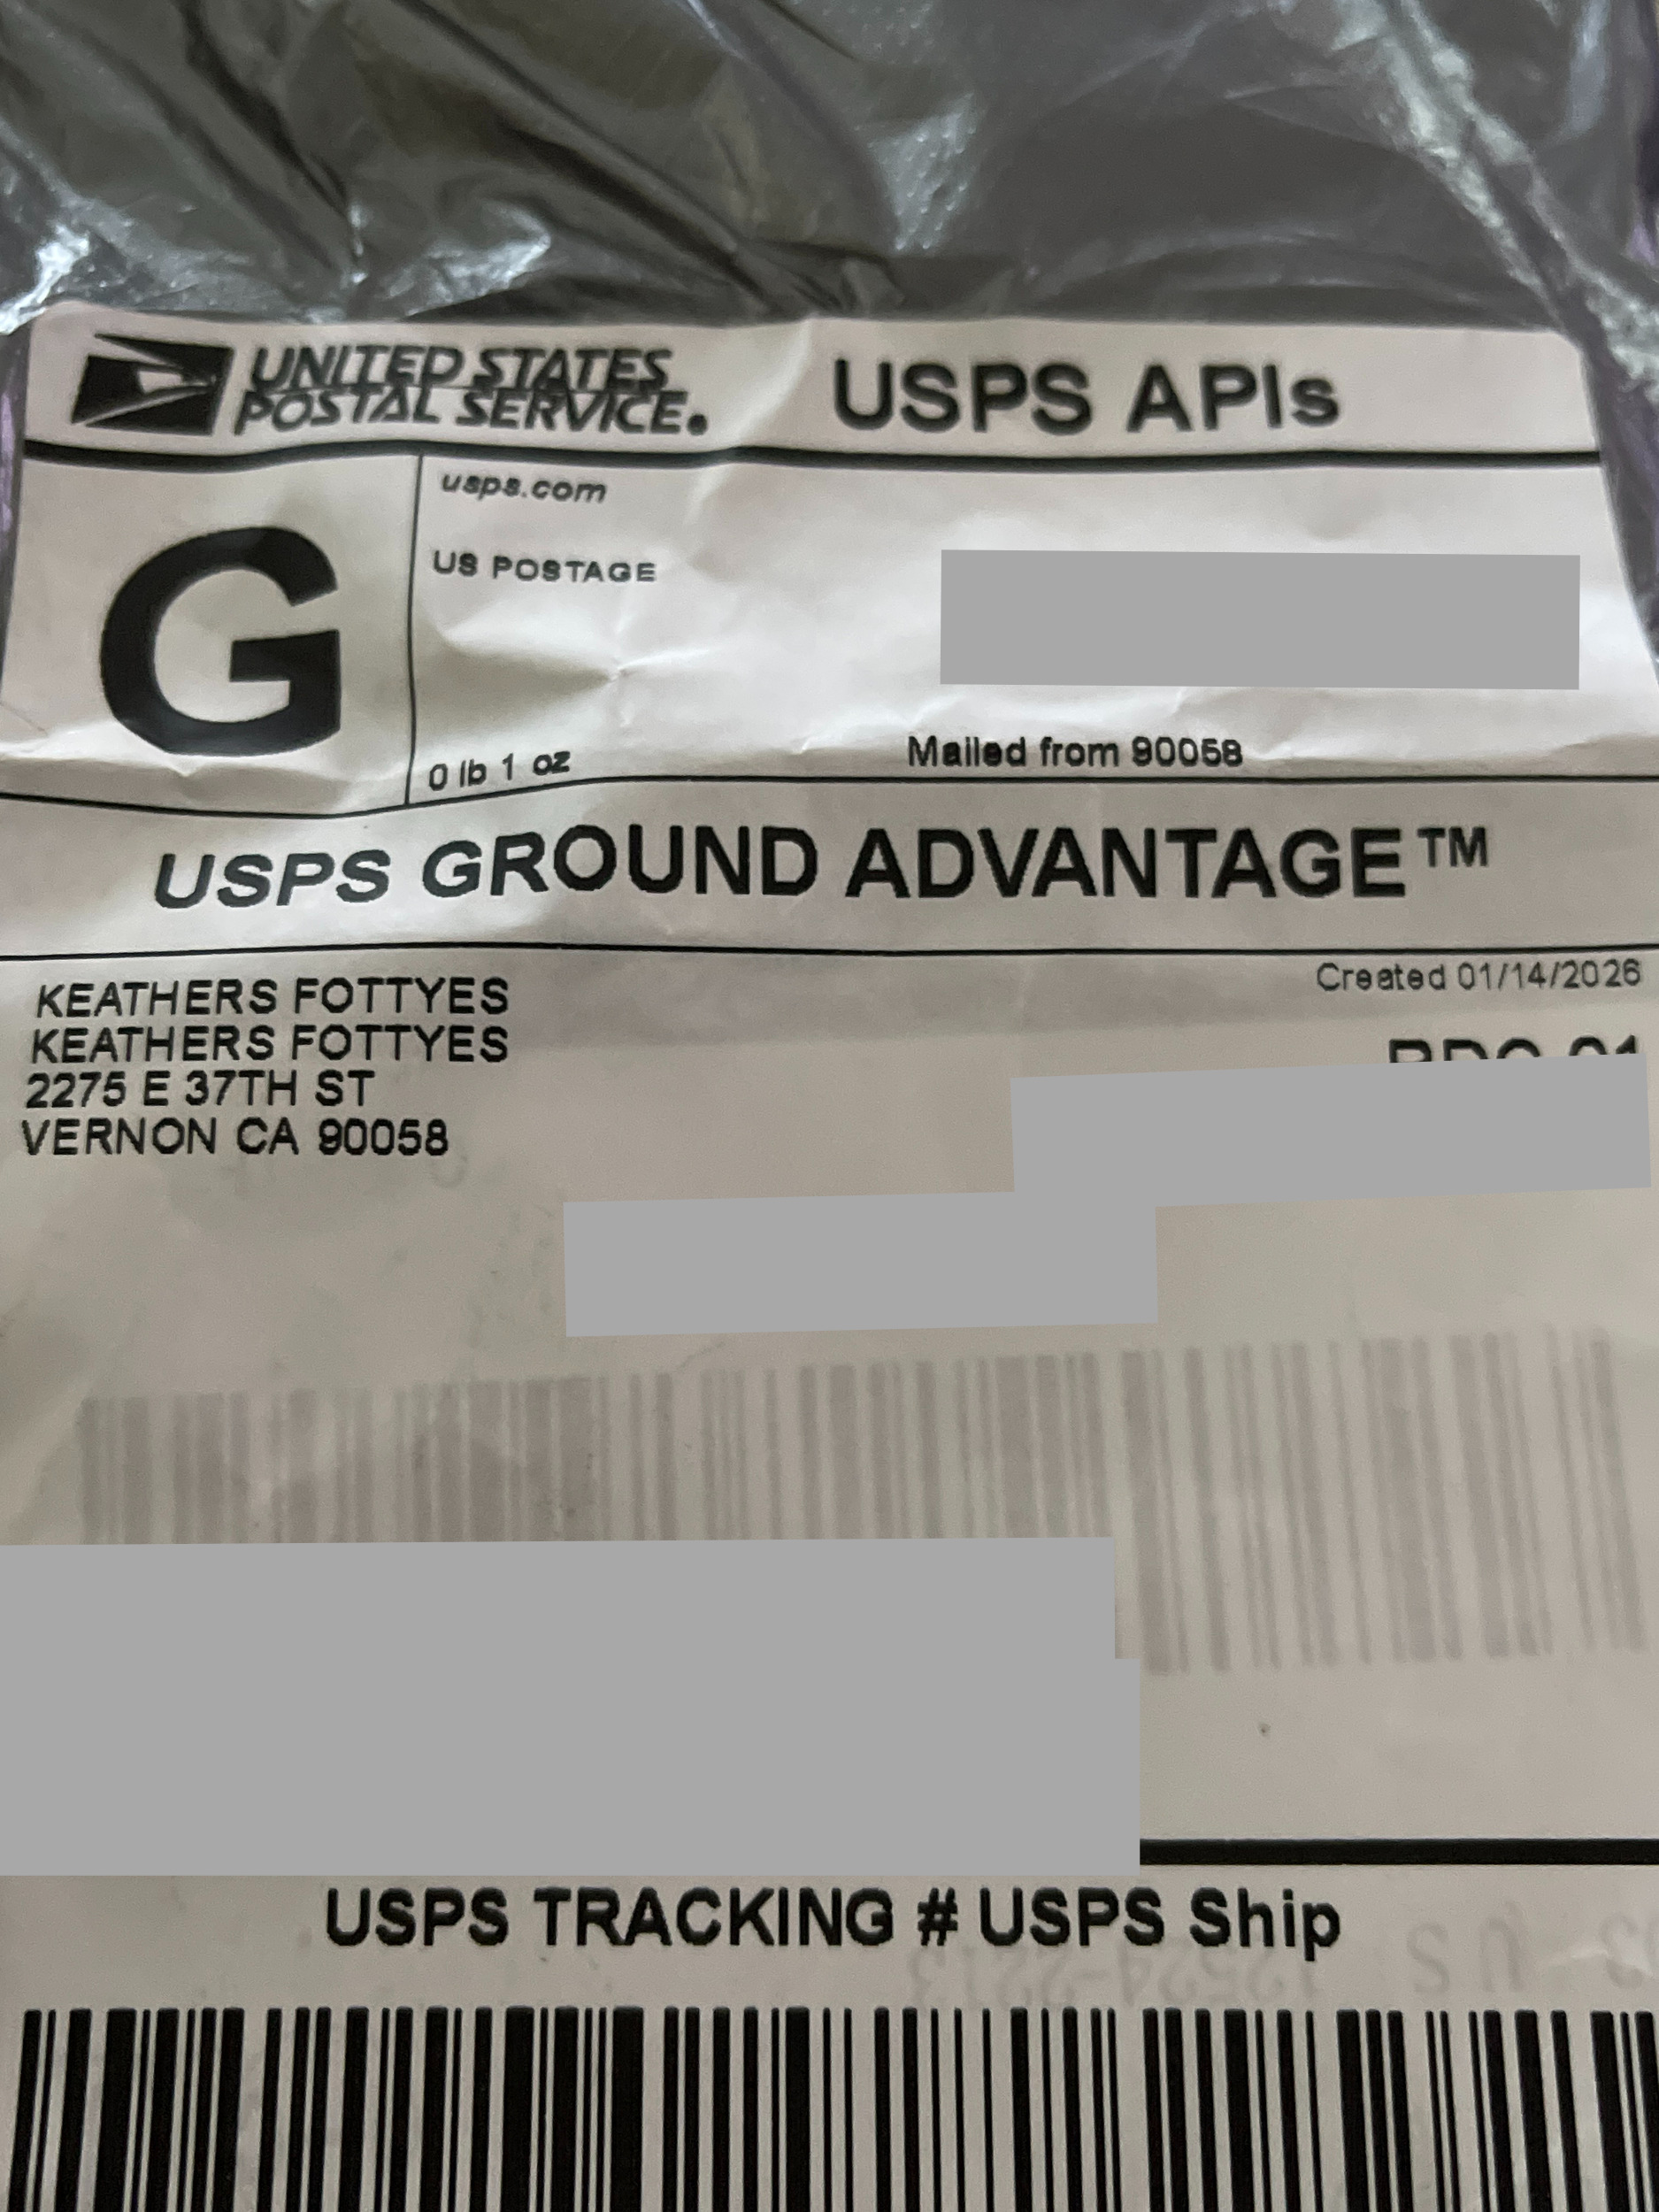 UNITED STATES
POSTAL SERVICE.
USPS APIs
G
usps.com
US POSTAGE
0 lb 1 oz
Mailed from 90058
USPS GROUND ADVANTAGE™
Created 01/14/2026
KEATHERS FOTTYES
KEATHERS FOTTYES
2275 E 37TH ST
VERNON CA 90058
USPS TRACKING # USPS Ship